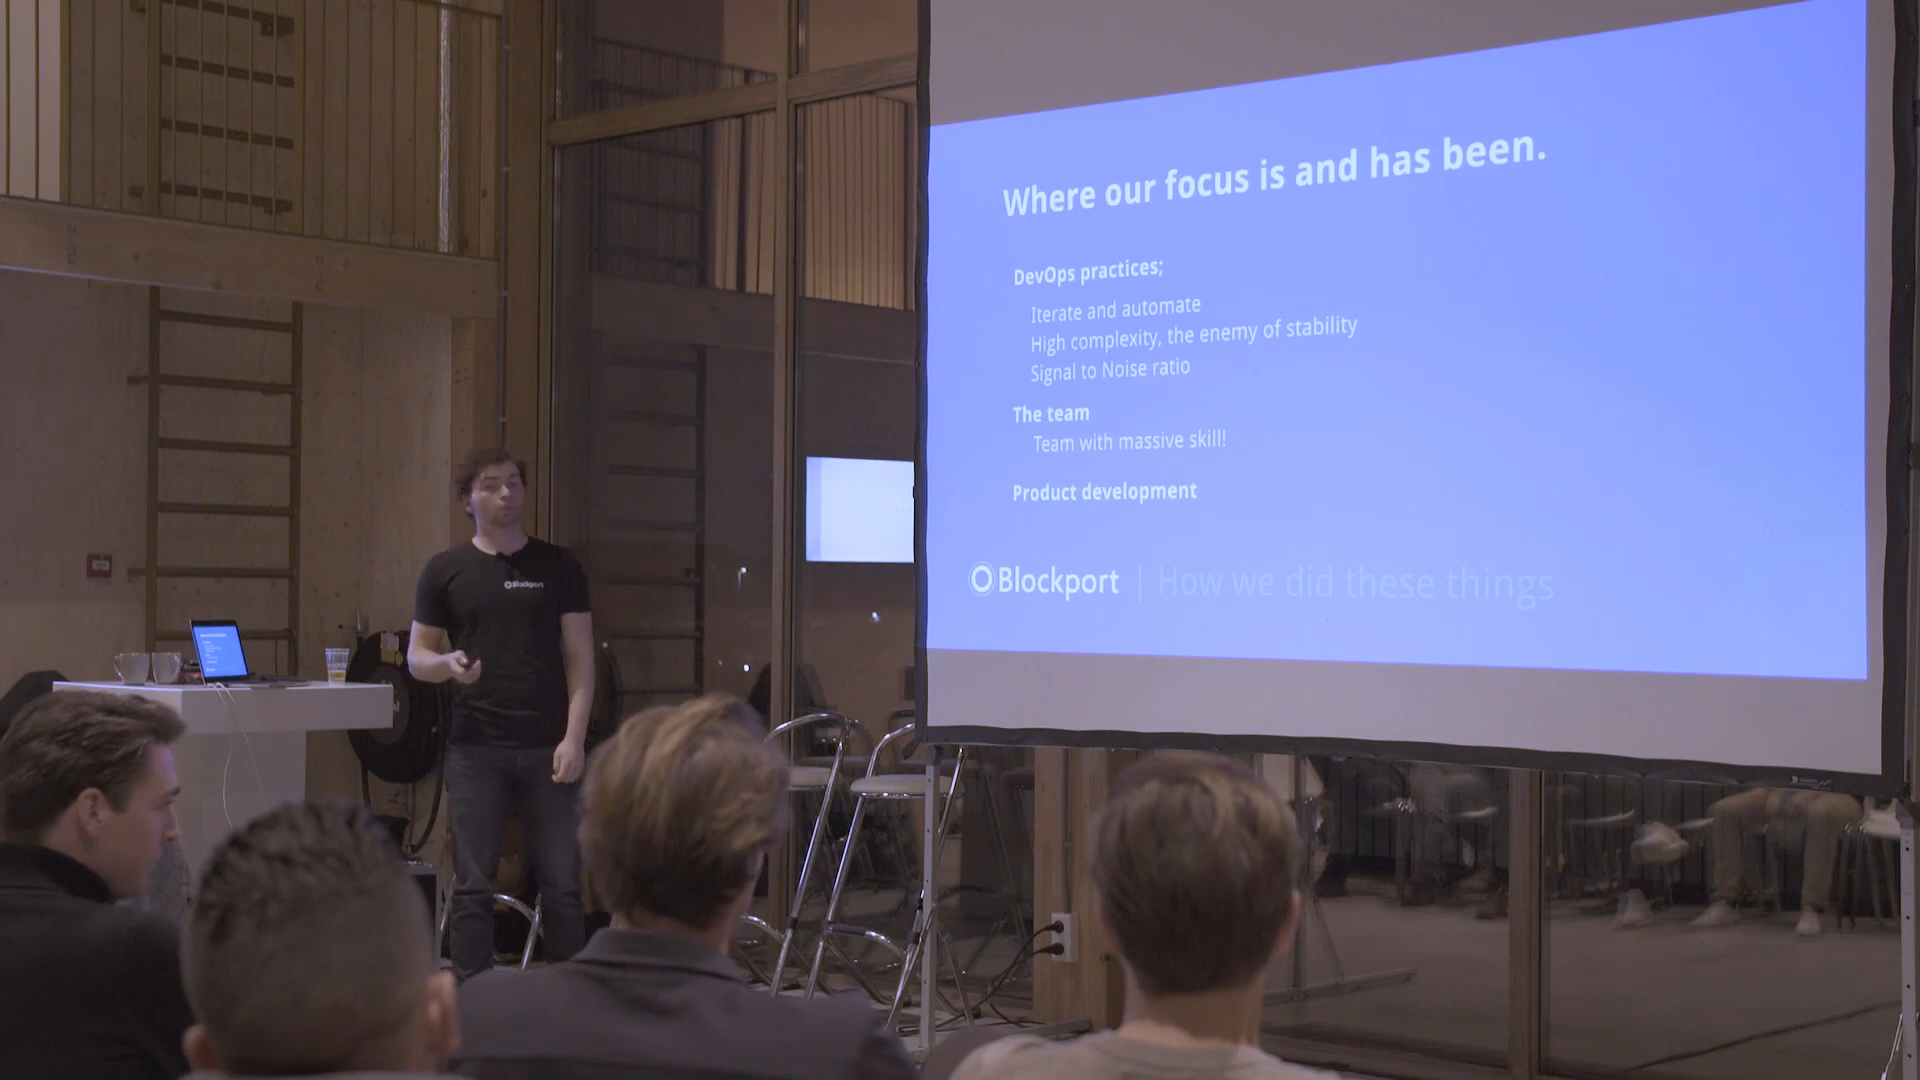 Where our focus is and has been.
DevOps practices;
Iterate and automate
High complexity, the enemy of stability
Signal to Noise ratio
The team
Team with massive skill!
Product development
Blockport | How we did these things
Blockport